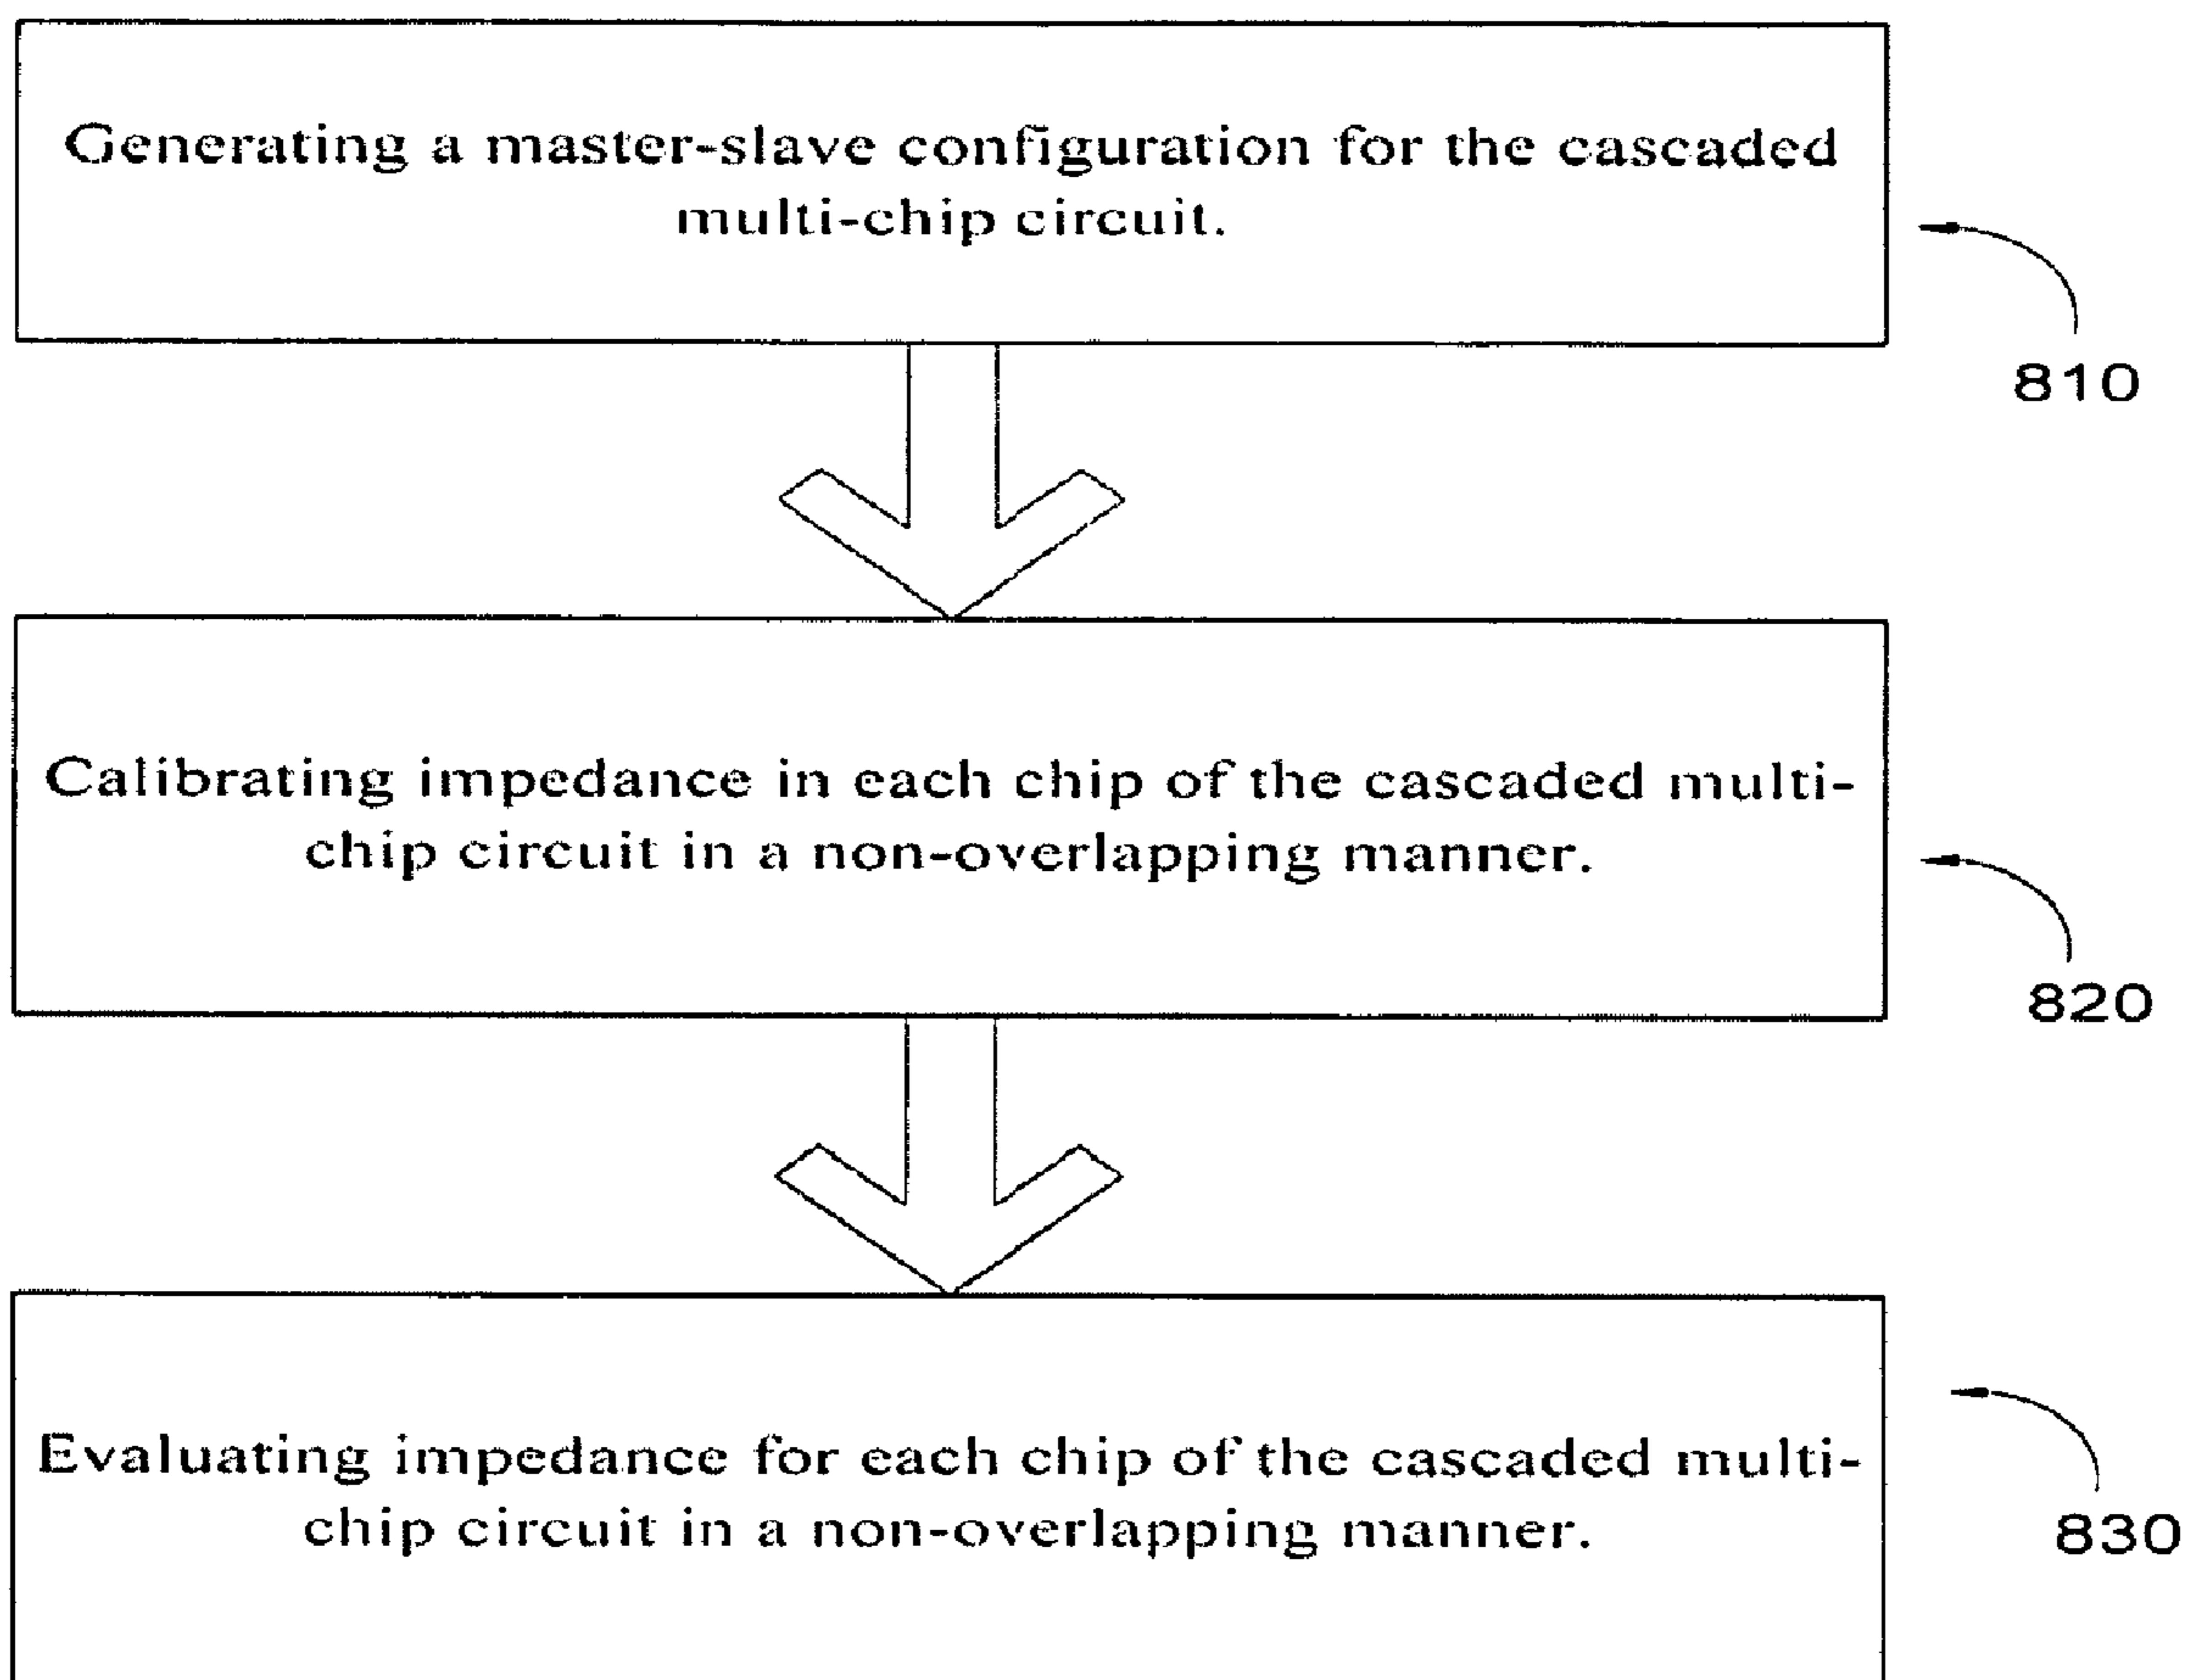 Generating a master-slave configuration for the cascaded
multi-chip circuit.
810
Calibrating impedance in each chip of the cascaded multi-
chip circuit in a non-overlapping manner.
820
Evaluating impedance for each chip of the cascaded multi-
chip circuit in a non-overlapping manner.
830